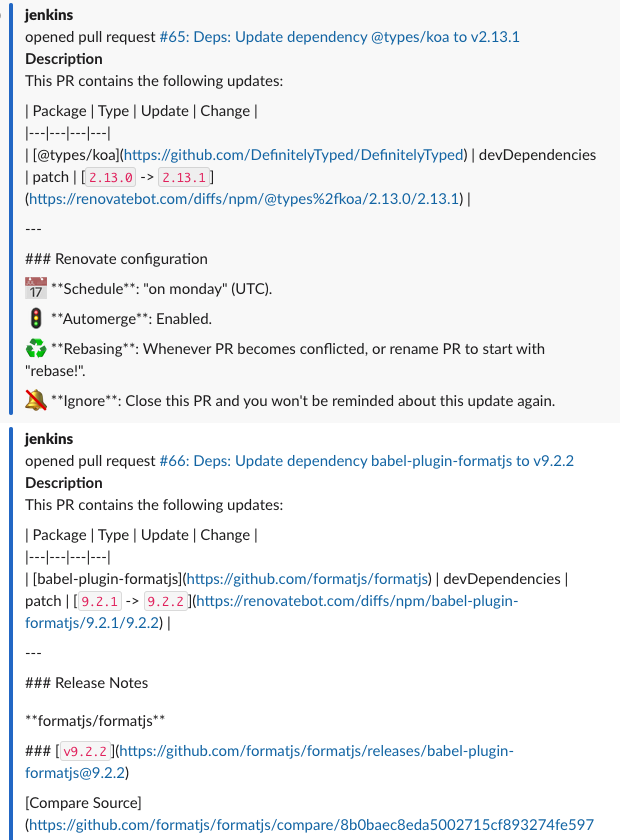 jenkins
opened pull request #65: Deps: Update dependency @types/koa to v2.13.1
Description
This PR contains the following updates:
| Package | Type | Update | Change |
|---|---|---|---|
| [@types/koa](https://github.com/DefinitelyTyped/DefinitelyTyped) | devDependencies
| patch | [2.13.0 -> 2.13.1]
(https://renovatebot.com/diffs/npm/@types%2fkoa/2.13.0/2.13.1) |
---
### Renovate configuration
17 **Schedule**: "on monday" (UTC).
**Automerge**: Enabled.
**Rebasing**: Whenever PR becomes conflicted, or rename PR to start with
"rebase!".
**Ignore**: Close this PR and you won't be reminded about this update again.
jenkins
opened pull request #66: Deps: Update dependency babel-plugin-formatjs to v9.2.2
Description
This PR contains the following updates:
| Package | Type | Update | Change |
|---|---|---|---|
| [babel-plugin-formatjs](https://github.com/formatjs/formatjs) | devDependencies |
patch | [9.2.1 -> 9.2.2](https://renovatebot.com/diffs/npm/babel-plugin-
formatjs/9.2.1/9.2.2) |
---
### Release Notes
**formatjs/formatjs**
### [v9.2.2](https://github.com/formatjs/formatjs/releases/babel-plugin-
formatjs@9.2.2)
[Compare Source]
(https://github.com/formatjs/formatjs/compare/8b0baec8eda5002715cf893274fe597